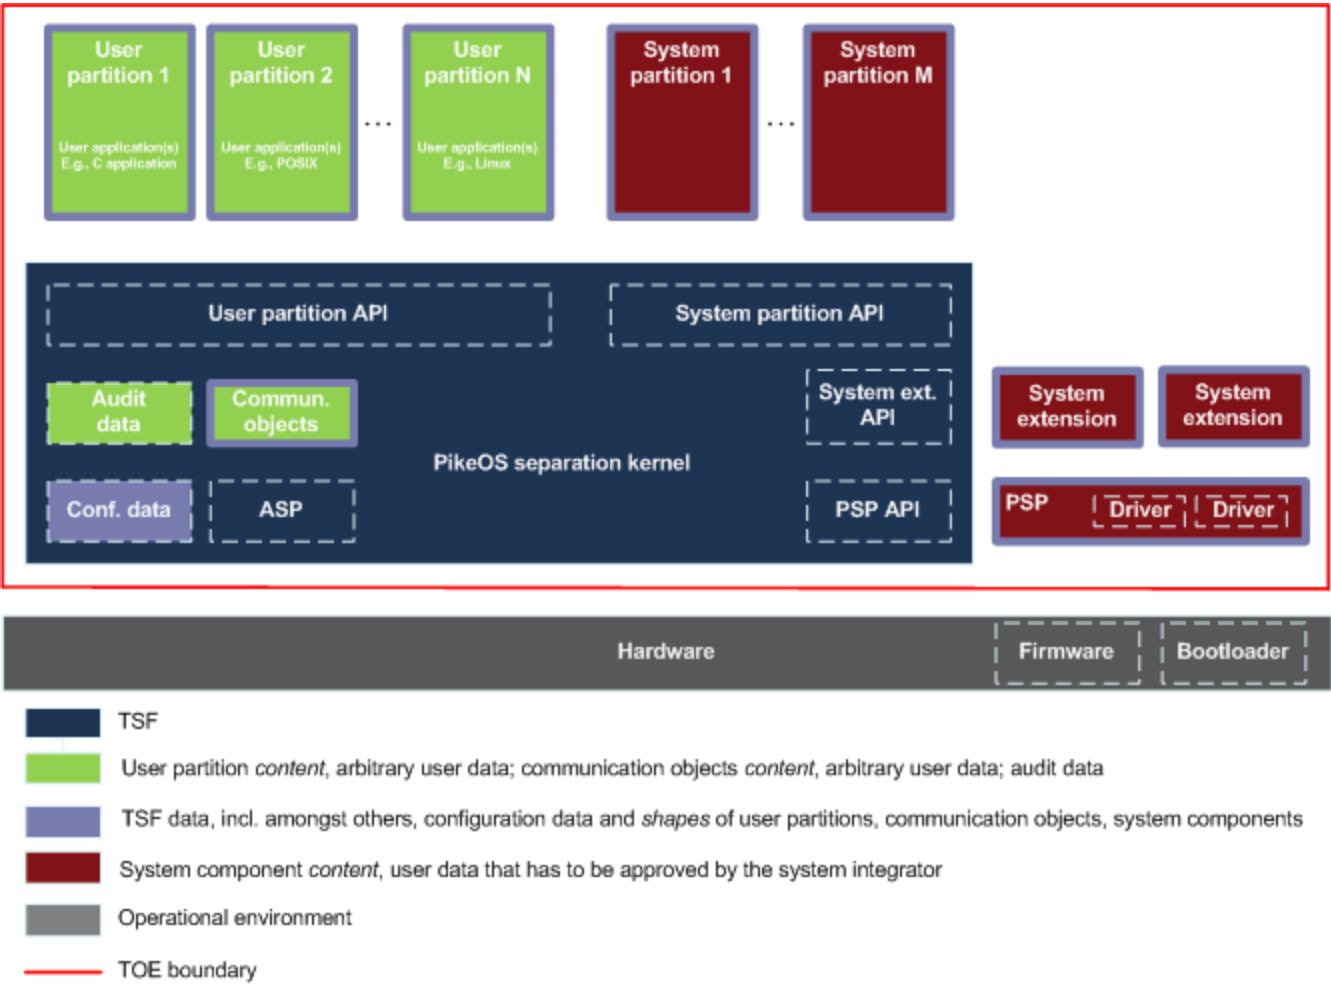 User
partition 1
User application(s)
E.g., C application
User
partition 2
User application(s)
E.g., POSIX
...
User
partition N
User application(s)
E.g., Linux
System
partition 1
...
System
partition M
User partition API
System partition API
Audit
data
Commun.
objects
System ext.
API
System
extension
System
extension
PikeOS separation kernel
Conf. data
ASP
PSP API
PSP
Driver
Driver
Hardware
Firmware
Bootloader
TSF
User partition content, arbitrary user data; communication objects content, arbitrary user data; audit data
TSF data, incl. amongst others, configuration data and shapes of user partitions, communication objects, system components
System component content, user data that has to be approved by the system integrator
Operational environment
TOE boundary